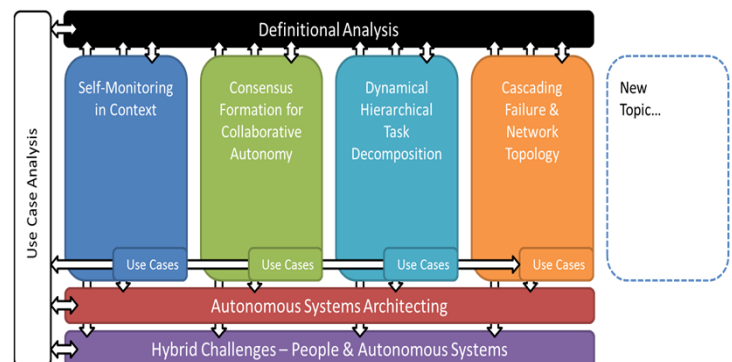 Definitional Analysis
Use Case Analysis
Self-Monitoring
in Context
Consensus
Formation for
Collaborative
Autonomy
Dynamical
Hierarchical
Task
Decomposition
Cascading
Failure &
Network
Topology
New
Topic...
Use Cases
Use Cases
Use Cases
Use Cases
Autonomous Systems Architecting
Hybrid Challenges – People & Autonomous Systems